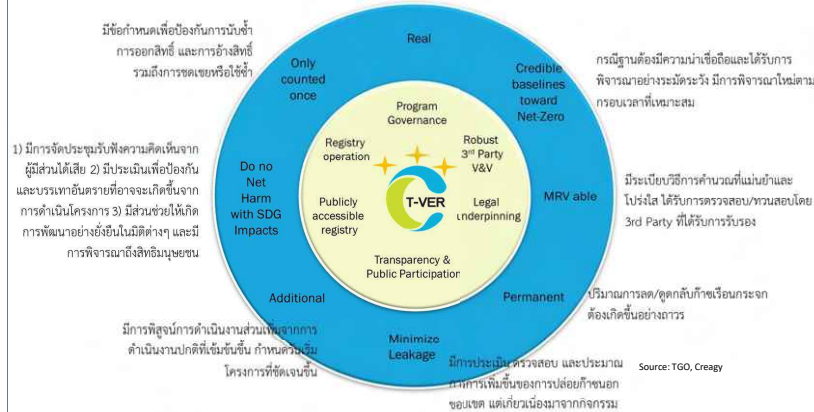 มีข้อกำหนดเพื่อป้องกันการนับซ้ำ
การออกสิทธิ์ และการอ้างสิทธิ์
รวมถึงการชดเชยหรือใช้ซ้ำ
Real
Only
counted
once
Credible
baselines
toward
Net-Zero
กรณีฐานต้องมีความน่าเชื่อถือและได้รับการ
พิจารณาอย่างระมัดระวัง มีการพิจารณาใหม่ตาม
กรอบเวลาที่เหมาะสม
Program
Governance
Registry
operation
Robust
3rd Party
V&V
1) มีการจัดประชุมรับฟังความคิดเห็นจาก
ผู้มีส่วนได้เสีย 2) มีประเมินเพื่อป้องกัน
และบรรเทาอันตรายที่อาจจะเกิดขึ้นจาก
การดำเนินโครงการ 3) มีส่วนช่วยให้เกิด
การพัฒนาอย่างยั่งยืนในมิติต่างๆ และมี
การพิจารณาถึงสิทธิมนุษยชน
Do no
Net
Harm
with SDG
Impacts
Publicly
accessible
registry
T-VER
Legal
underpinning
MRV able
มีระเบียบวิธีการคำนวณที่แม่นยำและ
โปร่งใส ได้รับการตรวจสอบ/ทวนสอบโดย
3rd Party ที่ได้รับการรับรอง
Transparency &
Public Participation
Additional
Permanent
ปริมาณการลด/ดูดกลับก๊าซเรือนกระจก
ต้องเกิดขึ้นอย่างถาวร
มีการพิสูจน์การดำเนินงานส่วนเพิ่มจากการ
ดำเนินงานปกติที่เข้มข้นขึ้น กำหนดวันเริ่ม
โครงการที่ชัดเจนขึ้น
Minimize
Leakage
มีการประเมิน ตรวจสอบ และประมาณ
การการเพิ่มขึ้นของการปล่อยก๊าซนอก
ขอบเขต แต่เกี่ยวเนื่องมาจากกิจกรรม
Source: TGO, Creagy